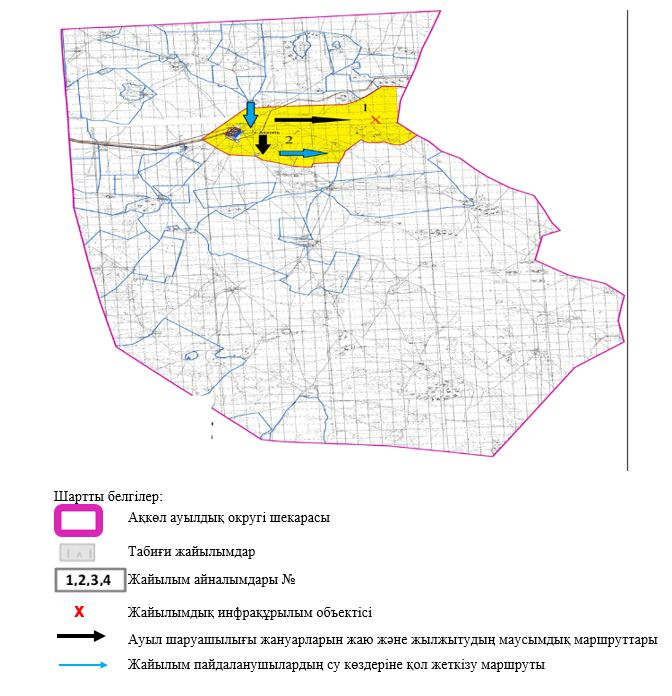 1
2
Шартты белгілер:
Ақкөл ауылдық округі шекарасы
Табиғи жайылымдар
1,2,3,4 Жайылым айналымдары №
X Жайылымдық инфрақұрылым объектісі
Ауыл шаруашылығы жануарларын жаю және жылжытудың маусымдық маршруттары
Жайылым пайдаланушылардың су көздеріне қол жеткізу маршруты